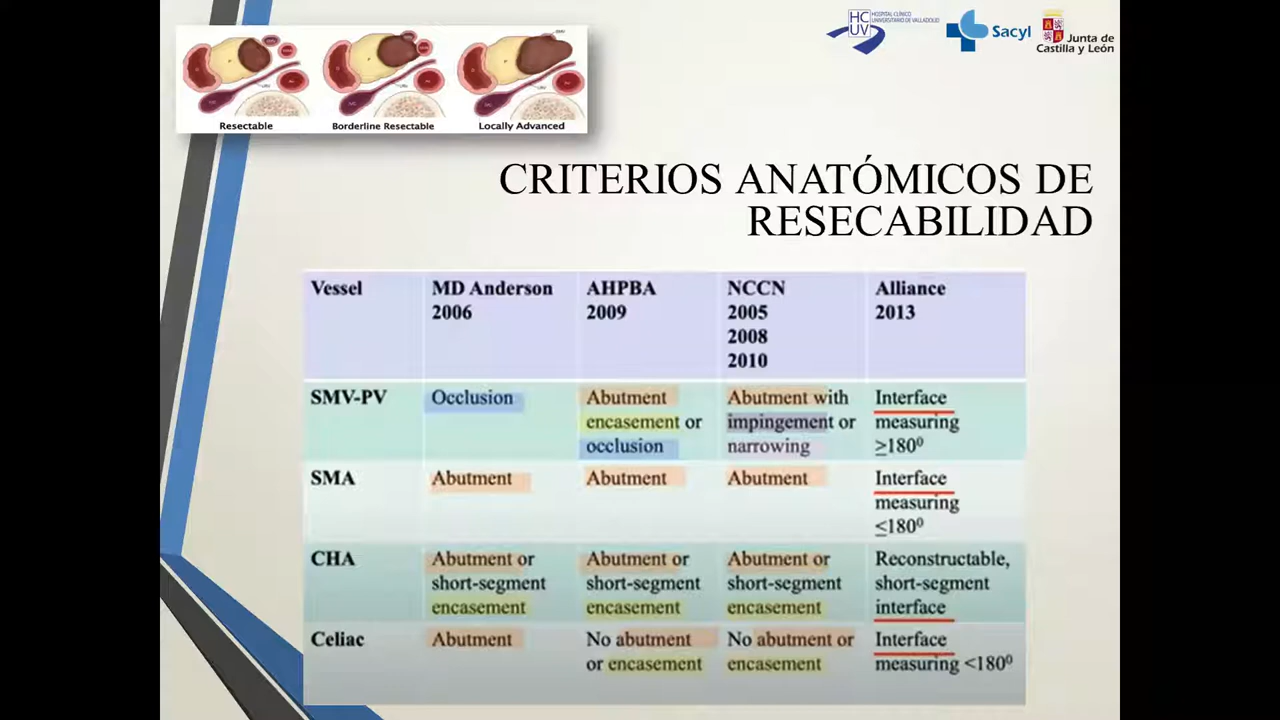 HC
UV
HOSPITAL CLÍNICO
UNIVERSITARIO DE VALLADOLID
Sacyl
Junta de
Castilla y León
Resectable
Borderline Resectable
Locally Advanced
CRITERIOS ANATÓMICOS DE
RESECABILIDAD
Vessel
MD Anderson
2006
AHPBA
2009
NCCN
2005
2008
2010
Alliance
2013
SMV-PV
Occlusion
Abutment
encasement or
occlusion
Abutment with
impingement or
narrowing
Interface
measuring
≥180⁰
SMA
Abutment
Abutment
Abutment
Interface
measuring
≤180⁰
CHA
Abutment or
short-segment
encasement
Abutment or
short-segment
encasement
Abutment or
short-segment
encasement
Reconstructable,
short-segment
interface
Celiac
Abutment
No abutment
or encasement
No abutment or
encasement
Interface
measuring <180⁰